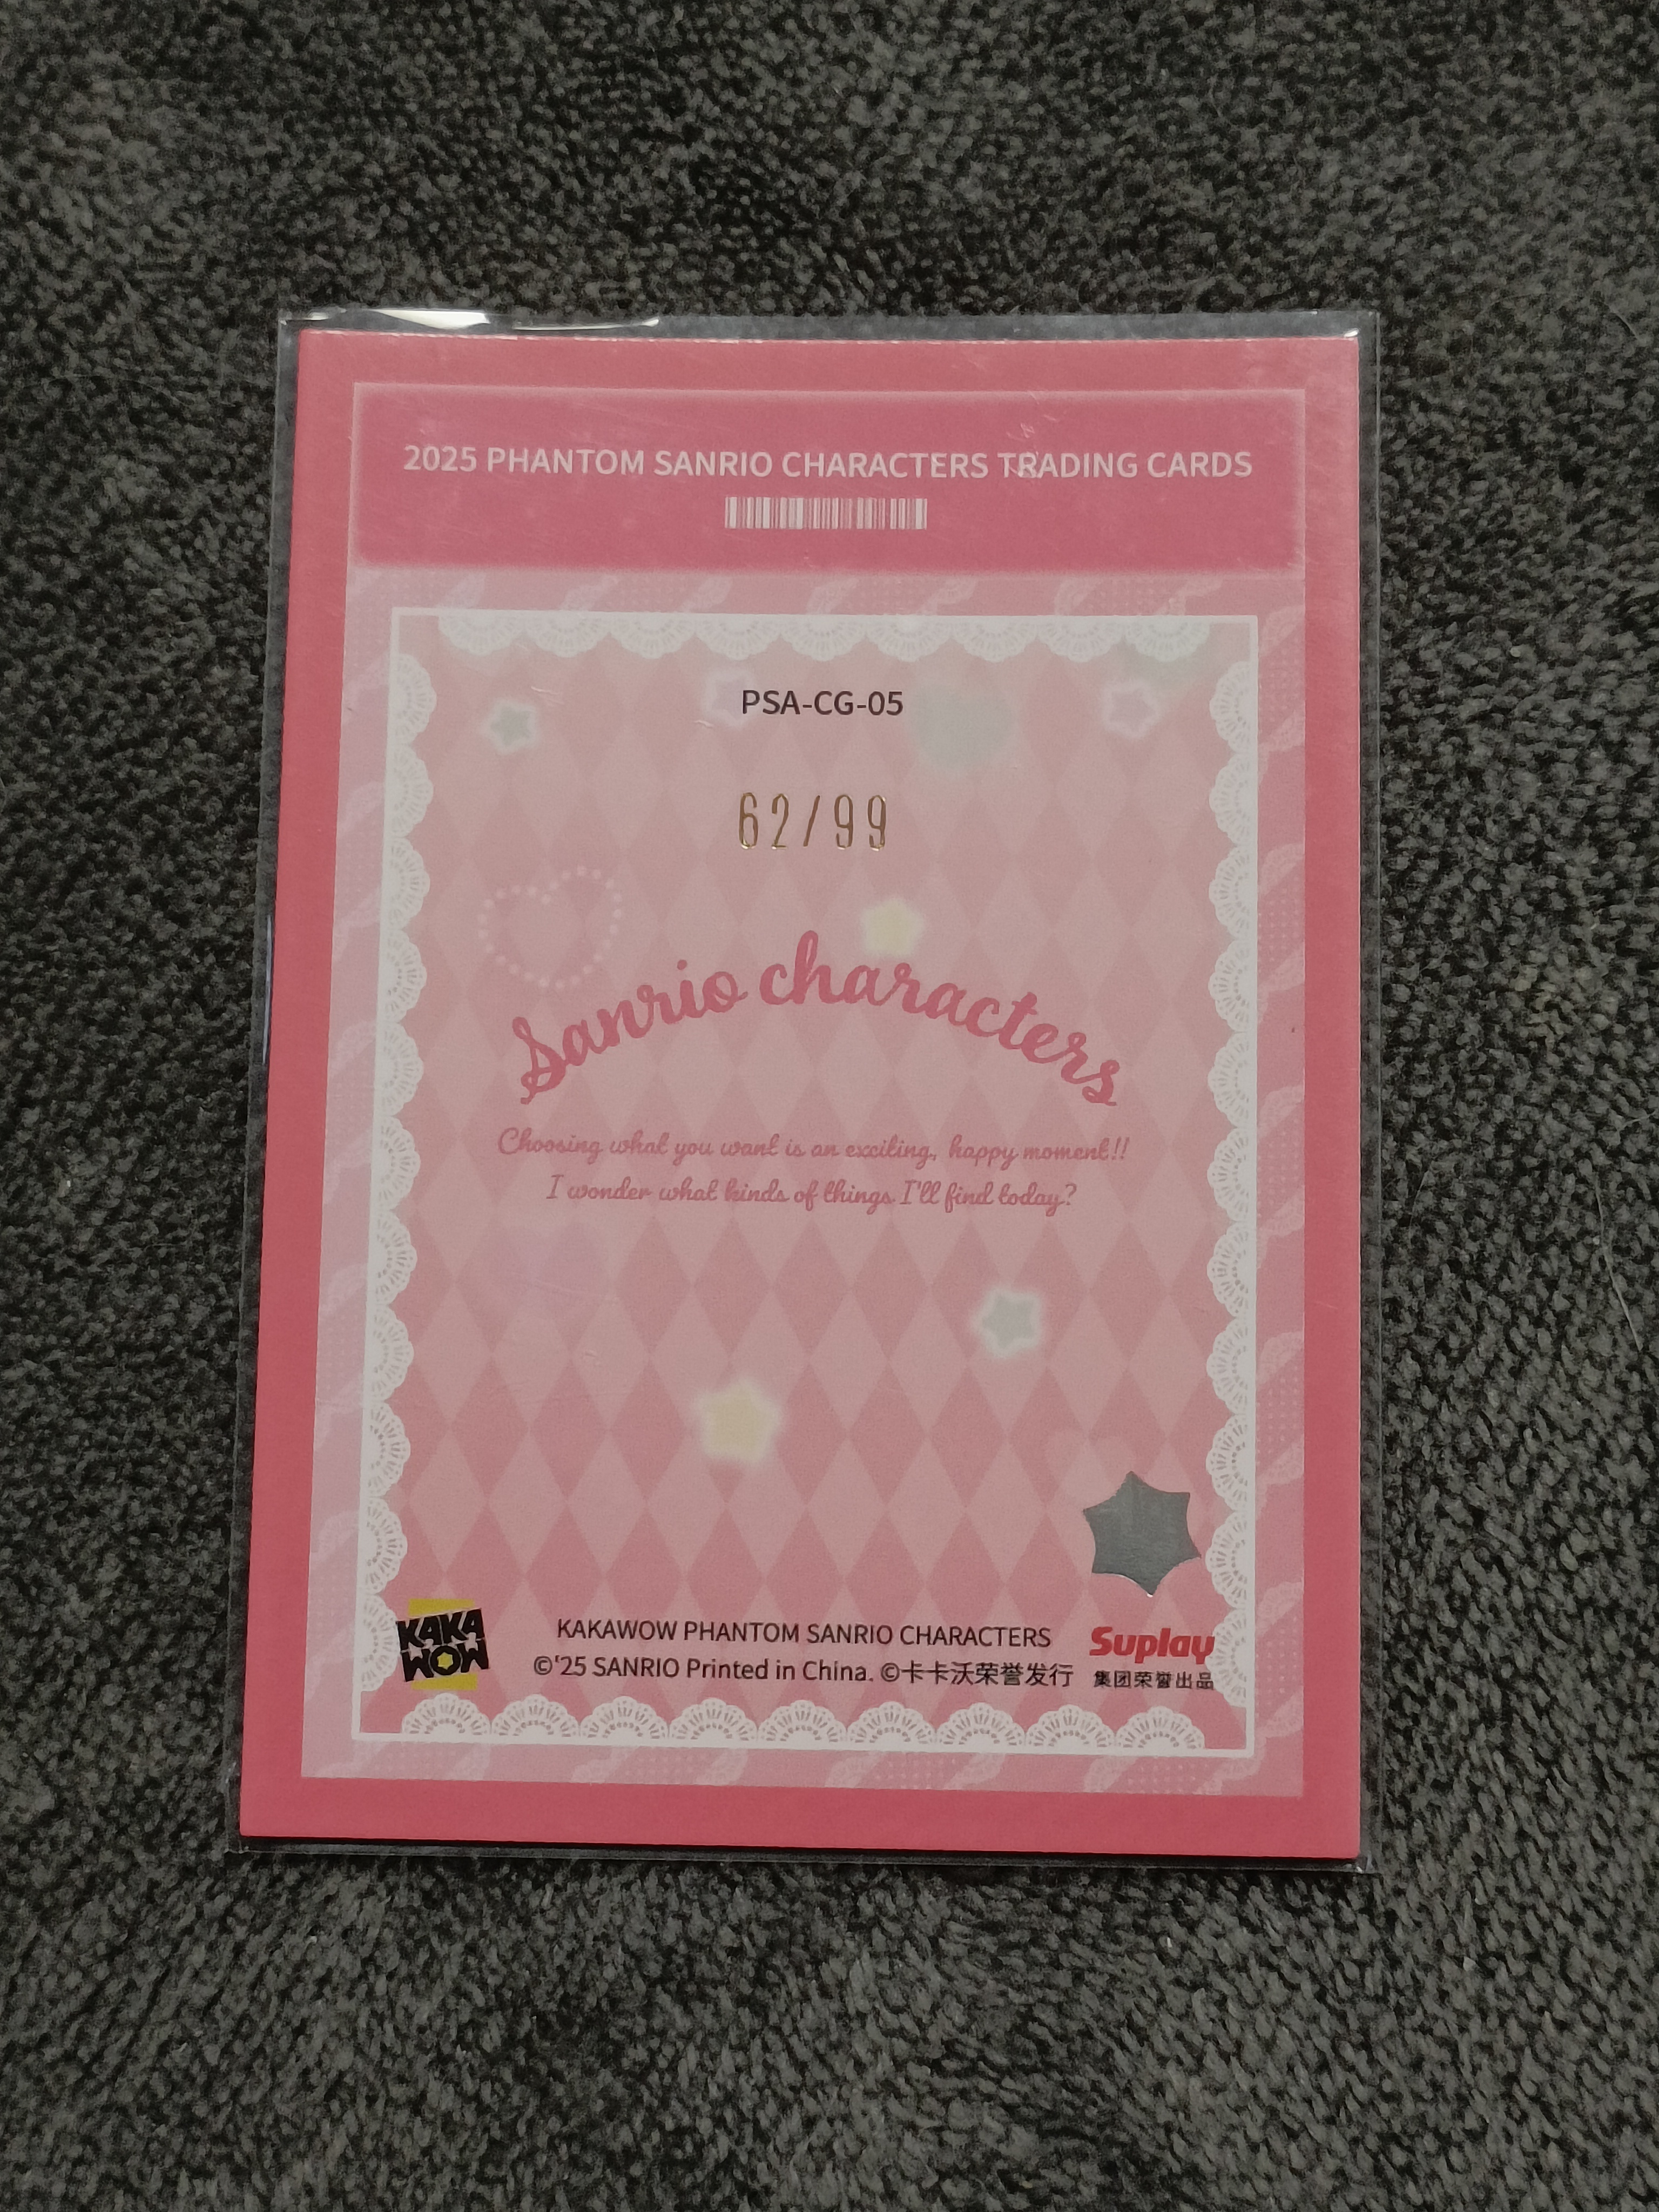 2025 PHANTOM SANRIO CHARACTERS TRADING CARDS
PSA-CG-05
62/99
Sanrio characters
Choosing what you want is an exciting, happy moment!!
I wonder what kinds of things I'll find today?
KAKA
WOW
KAKAWOW PHANTOM SANRIO CHARACTERS
©'25 SANRIO Printed in China. ©卡卡沃荣誉发行
Suplay
集团荣誉出品